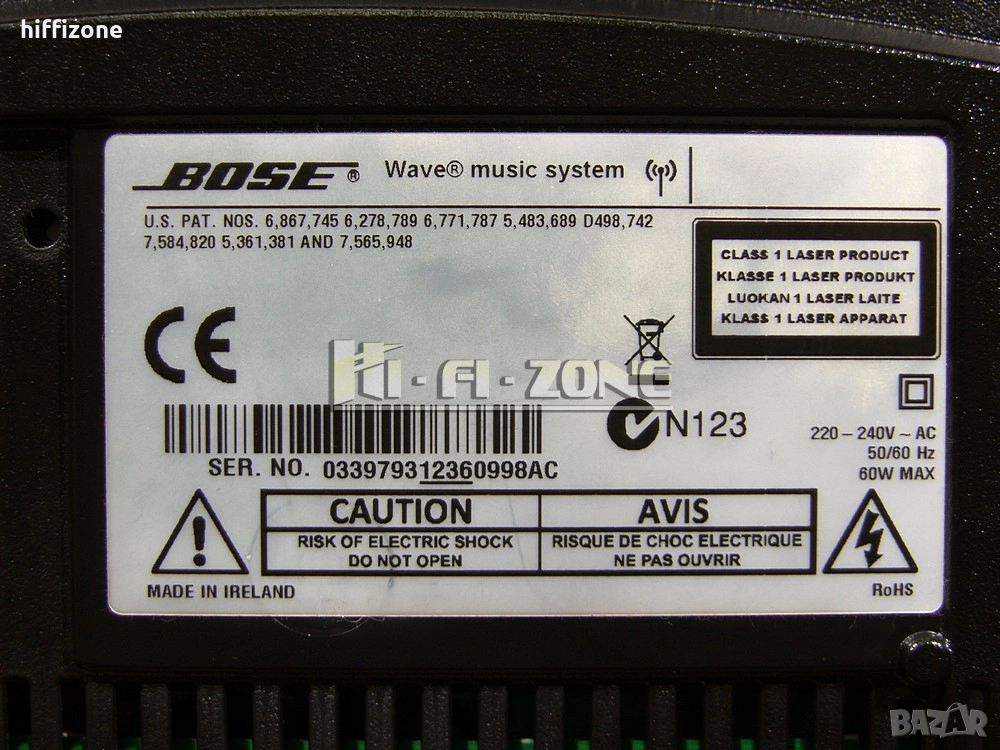 hiffizone
BOSE® Wave® music system
U.S. PAT. NOS. 6,867,745 6,278,789 6,771,787 5,483,689 D498,742
7,584,820 5,361,381 AND 7,565,948
CLASS 1 LASER PRODUCT
KLASSE 1 LASER PRODUKT
LUOKAN 1 LASER LAITE
KLASS 1 LASER APPARAT
CE
HI-FI-ZONE
N123
220 – 240V ~ AC
50/60 Hz
60W MAX
SER. NO. 033979312360998AC
CAUTION
RISK OF ELECTRIC SHOCK
DO NOT OPEN
AVIS
RISQUE DE CHOC ELECTRIQUE
NE PAS OUVRIR
MADE IN IRELAND
RoHS
BAZAR